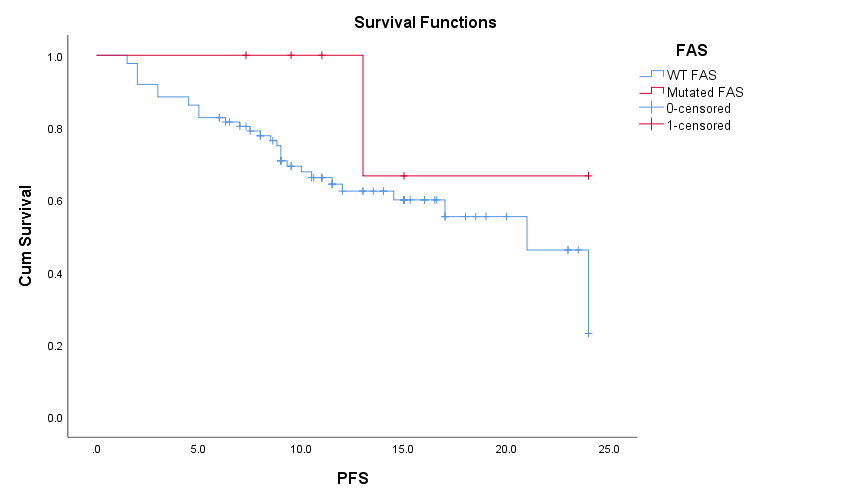 Survival Functions
FAS
WT FAS
Mutated FAS
0-censored
1-censored
Cum Survival
1.0
0.8
0.6
0.4
0.2
0.0
.0 5.0 10.0 15.0 20.0 25.0
PFS